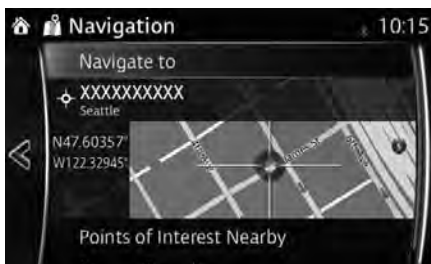 Navigation 10:15
Navigate to
XXXXXXXXXX
Seattle
N47.60357°
W122.32945°
Points of Interest Nearby